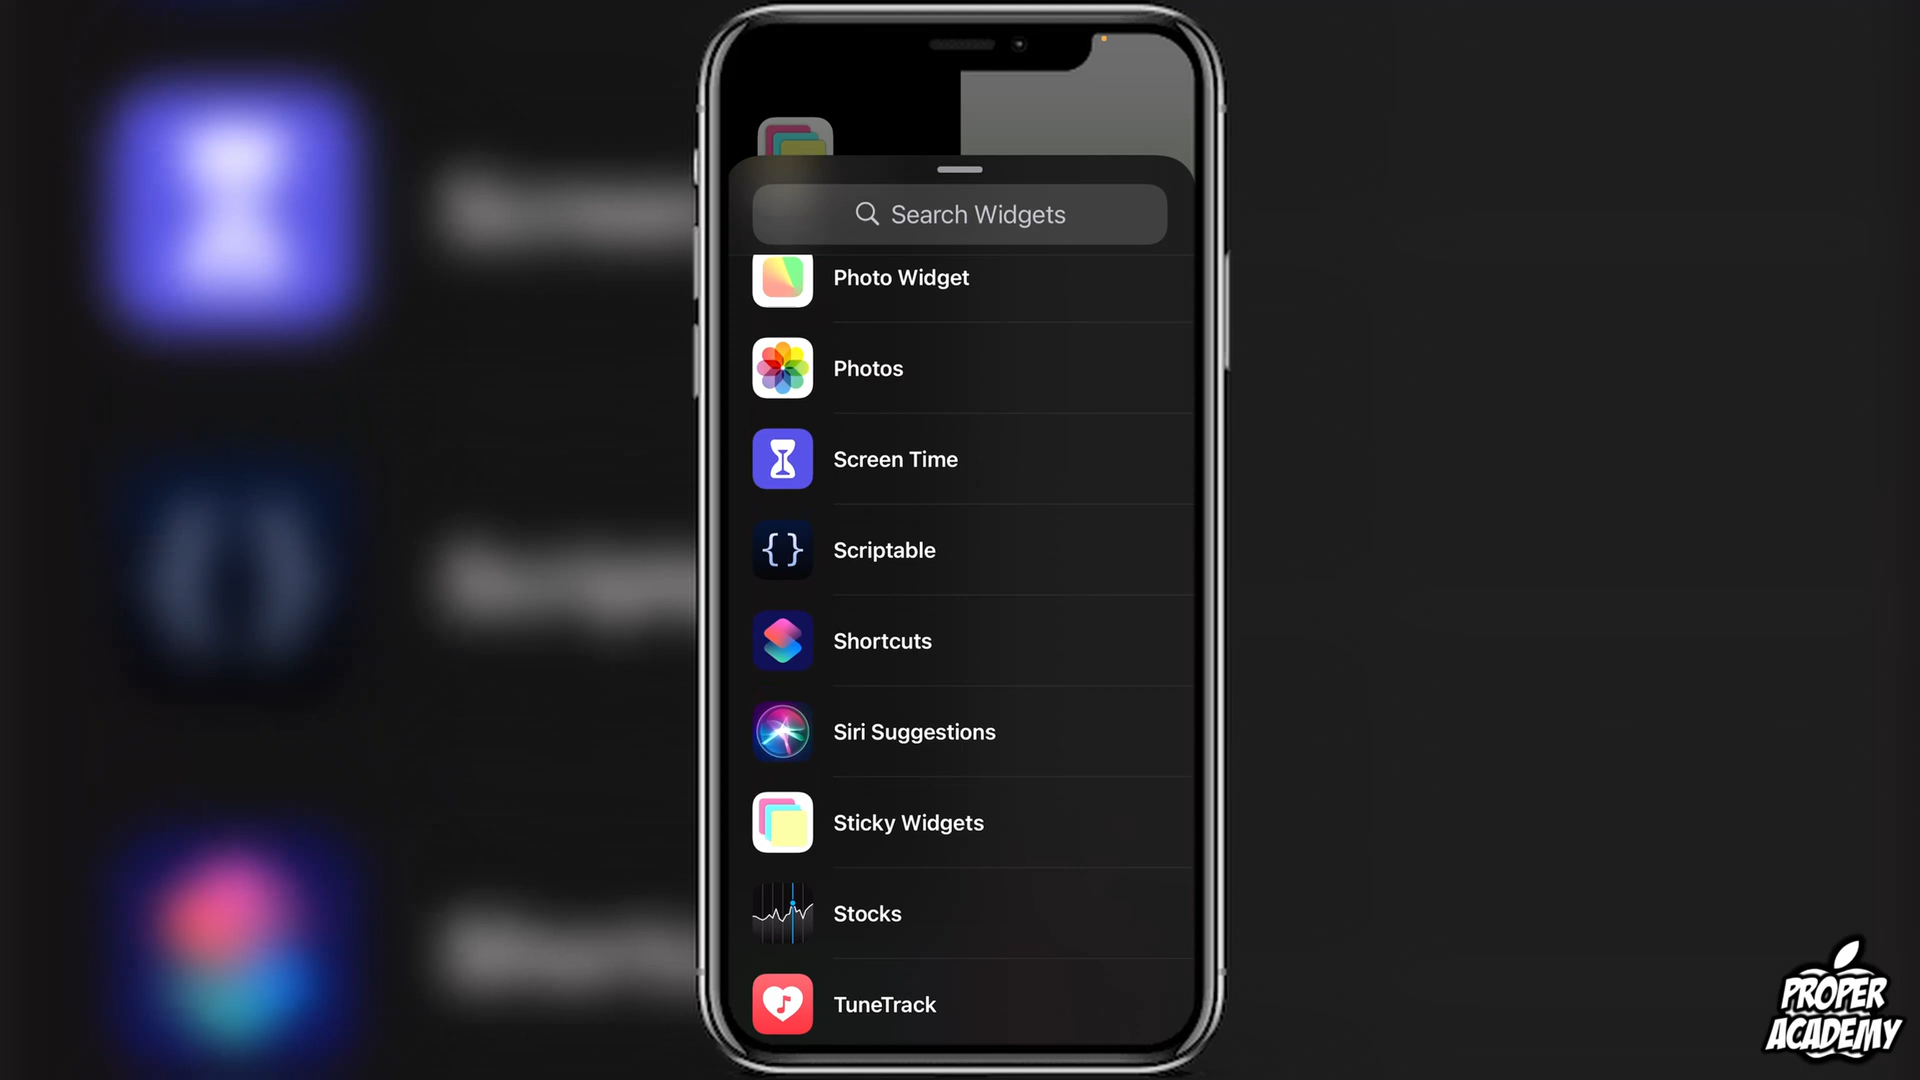 Search Widgets
Photo Widget
Photos
Screen Time
Scriptable
Shortcuts
Siri Suggestions
Sticky Widgets
Stocks
TuneTrack
PROPER
ACADEMY